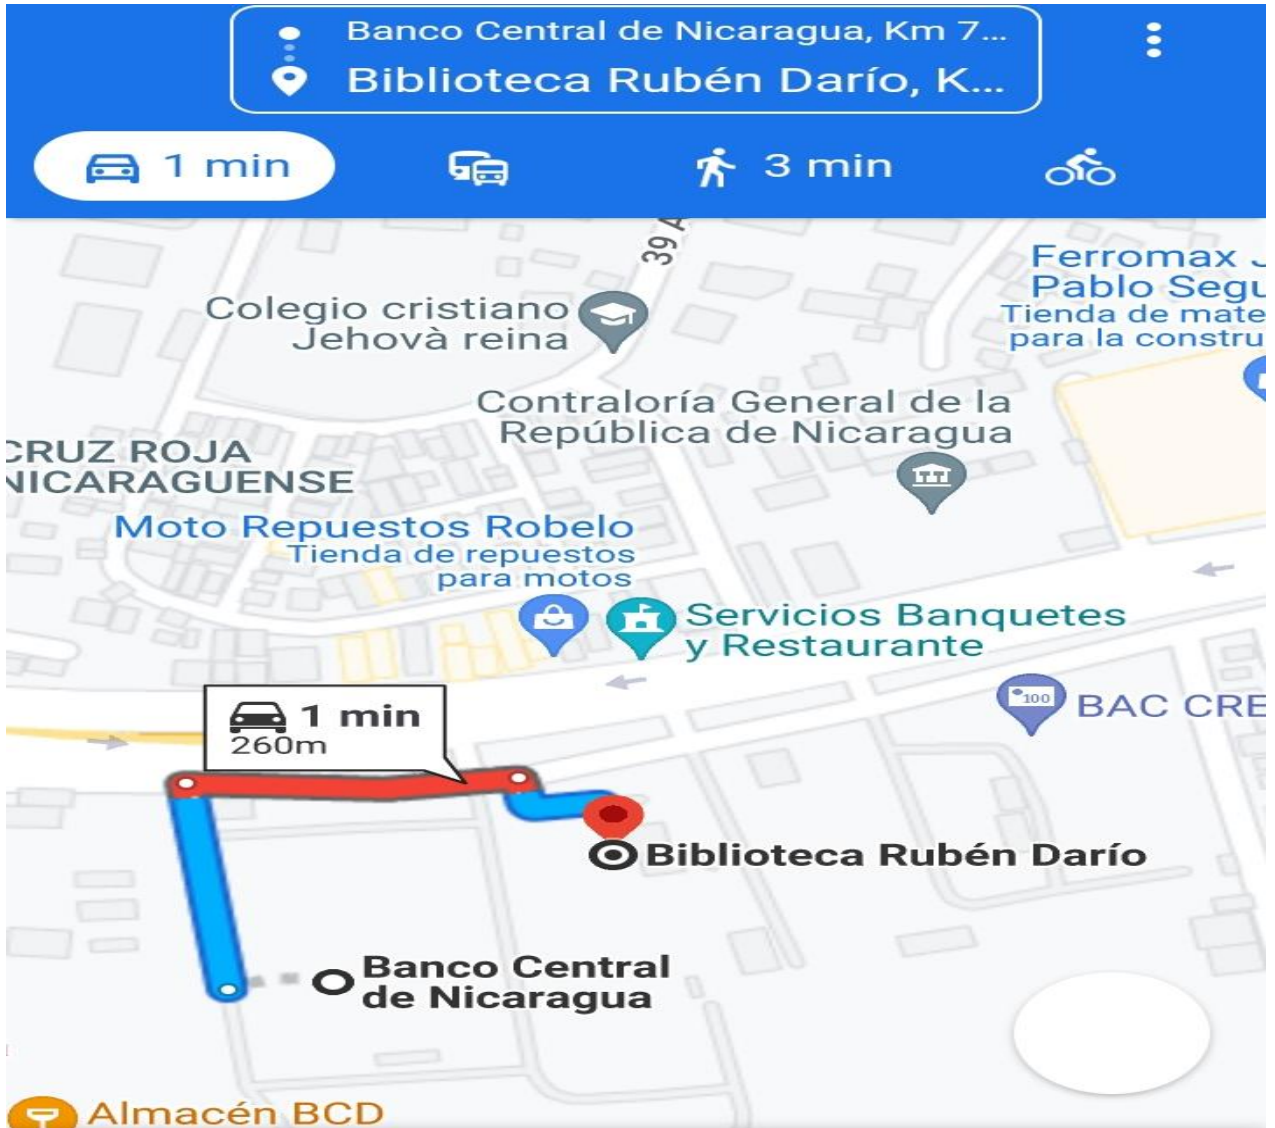 Banco Central de Nicaragua, Km 7...
Biblioteca Rubén Darío, K...
1 min
3 min
39 A
Ferromax J
Pablo Segu
Tienda de mate
para la constru
Colegio cristiano
Jehovà reina
Contraloría General de la
República de Nicaragua
CRUZ ROJA
NICARAGUENSE
Moto Repuestos Robelo
Tienda de repuestos
para motos
Servicios Banquetes
y Restaurante
100
BAC CRE
1 min
260m
Biblioteca Rubén Darío
Banco Central
de Nicaragua
Almacén BCD